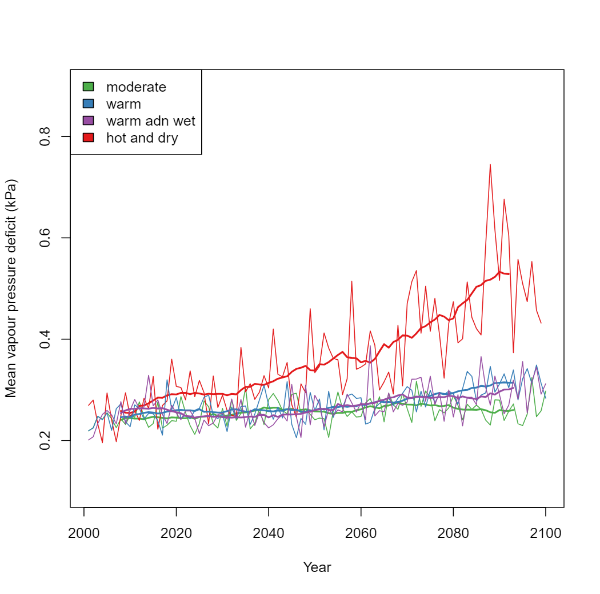 moderate
warm
warm adn wet
hot and dry
Mean vapour pressure deficit (kPa)
0.8
0.6
0.4
0.2
2000 2020 2040 2060 2080 2100
Year